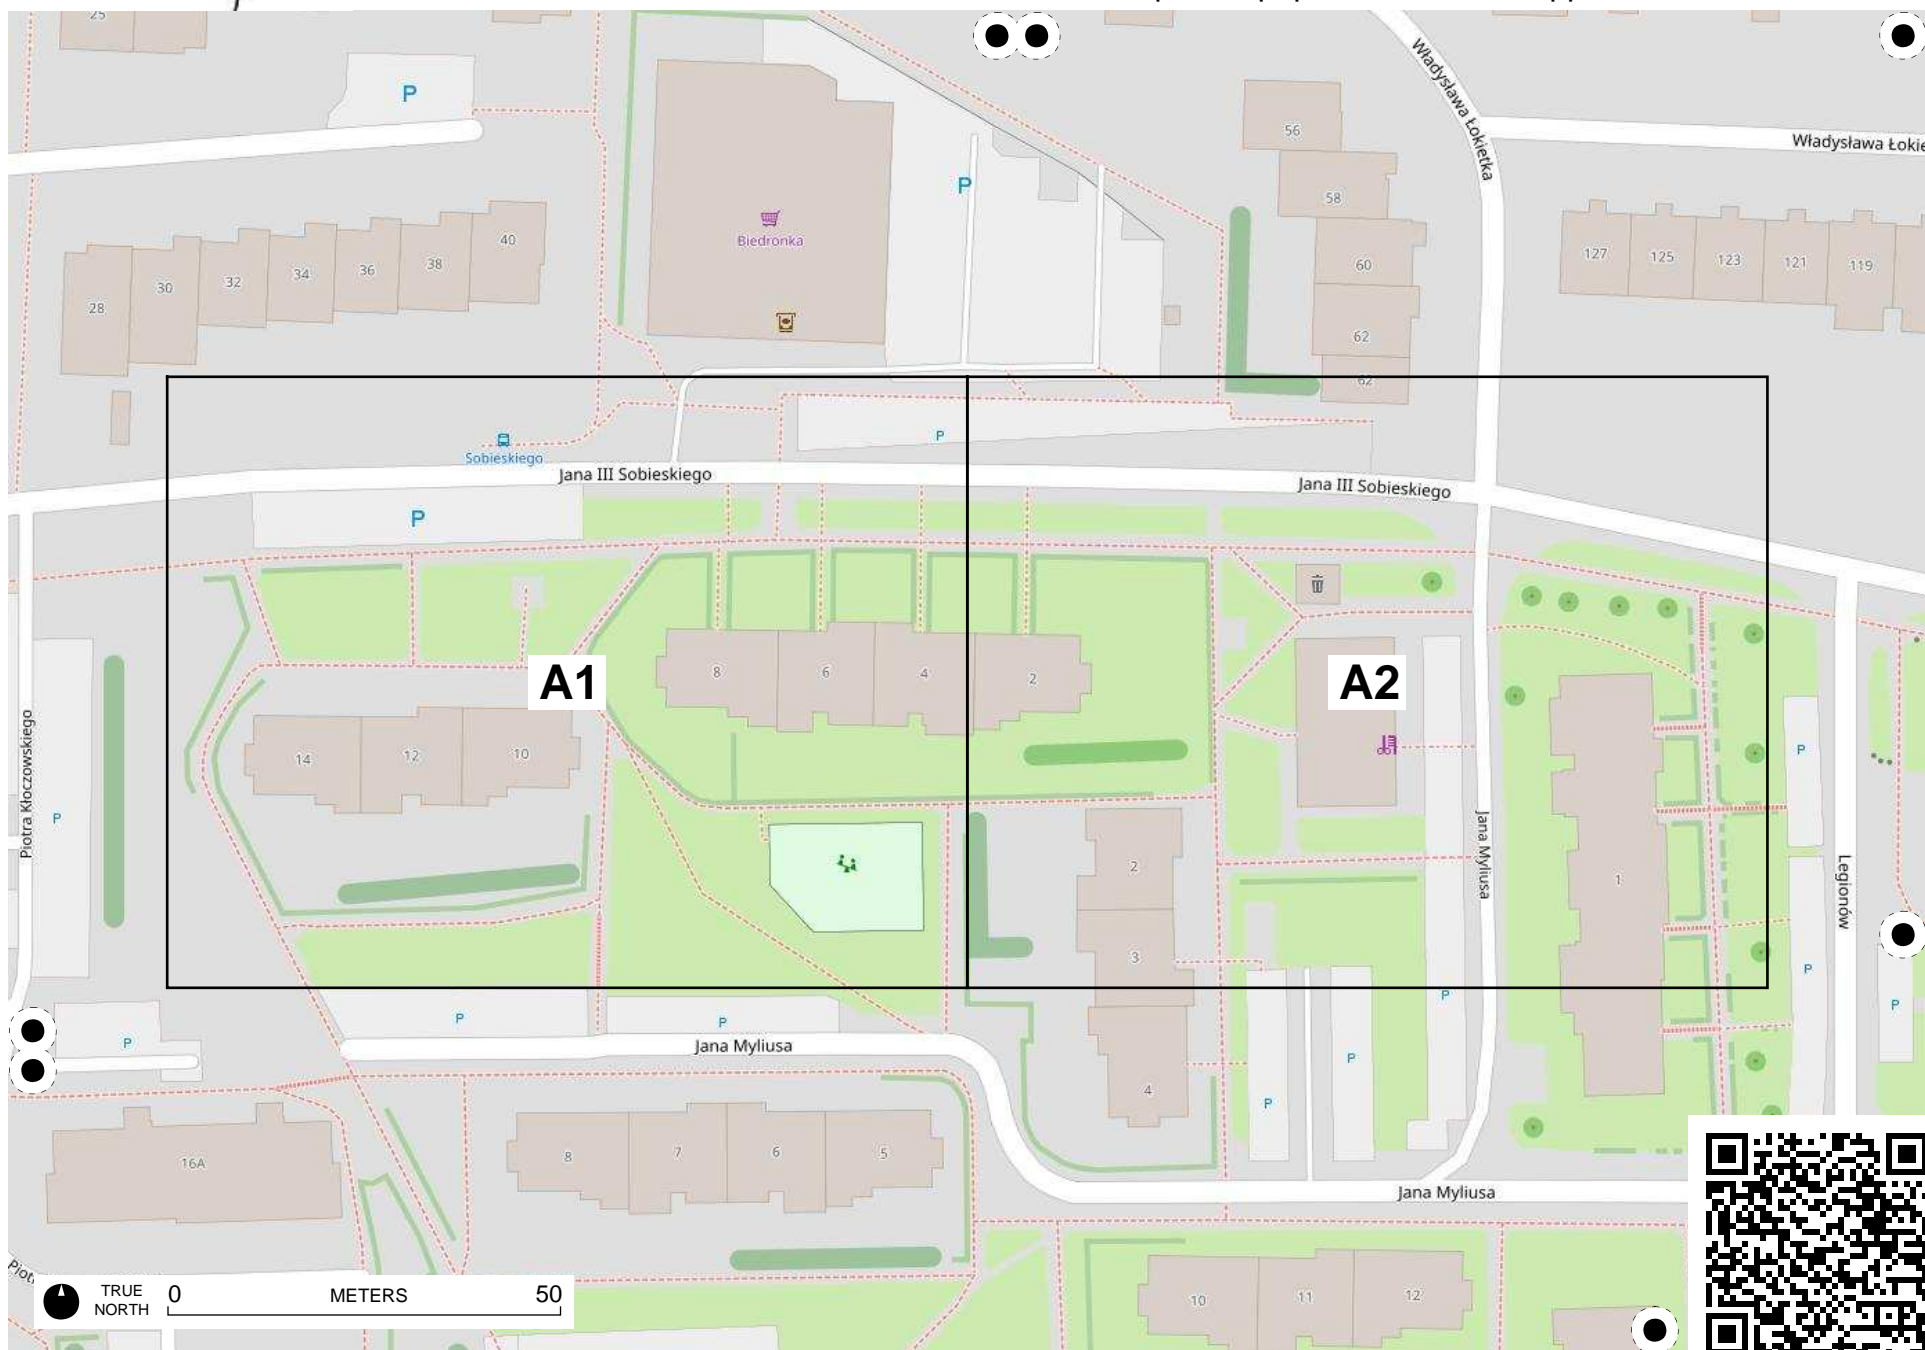 25
P
Władysława Łokietka
56
Władysława Łokie
58
P
Biedronka
40
38
36
34
32
30
28
60
62
62
127
125
123
121
119
Sobieskiego
P
Jana III Sobieskiego
Jana III Sobieskiego
P
A1
A2
8
6
4
2
14
12
10
Piotra Kłoczowskiego
P
P
2
3
4
1
Jana Myliusa
Legionów
P
P
P
P
P
P
P
P
P
Jana Myliusa
16A
8
7
6
5
Jana Myliusa
10
11
12
Piot
TRUE
NORTH
0
METERS
50